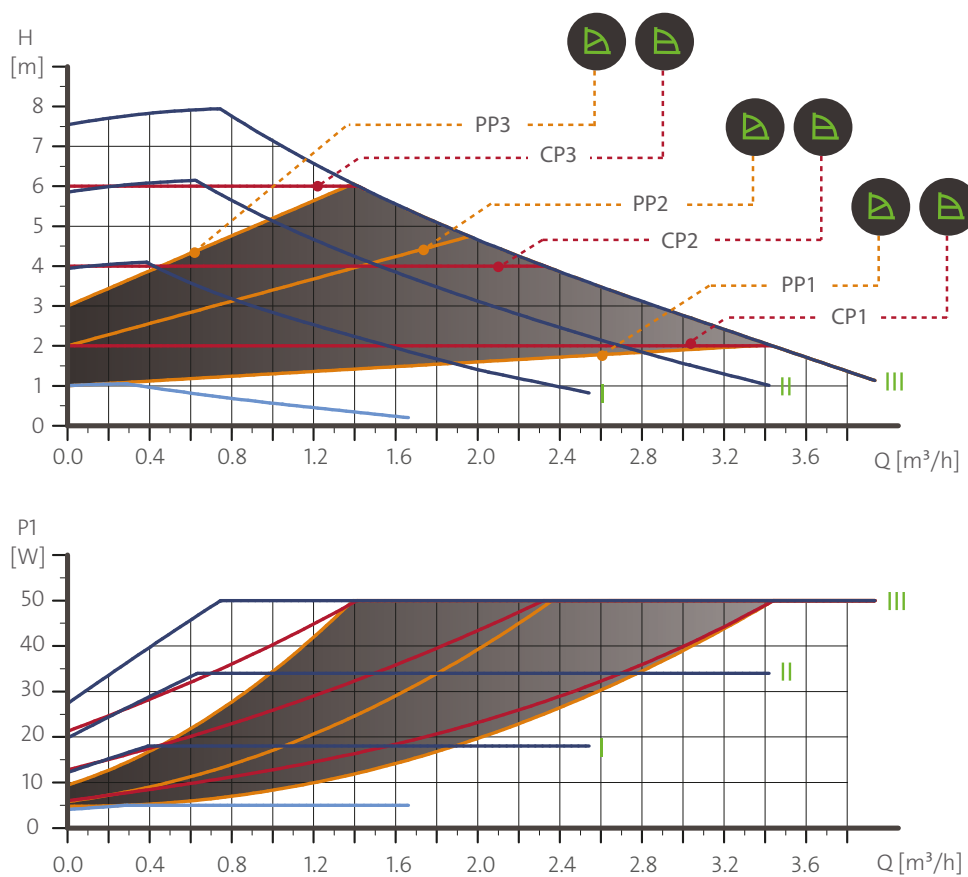 H
[m]
8
7
6
5
4
3
2
1
0
PP3
CP3
PP2
CP2
PP1
CP1
I
II
III
0.0 0.4 0.8 1.2 1.6 2.0 2.4 2.8 3.2 3.6 Q [m³/h]
P1
[W]
50
40
30
20
10
0
III
II
I
0.0 0.4 0.8 1.2 1.6 2.0 2.4 2.8 3.2 3.6 Q [m³/h]